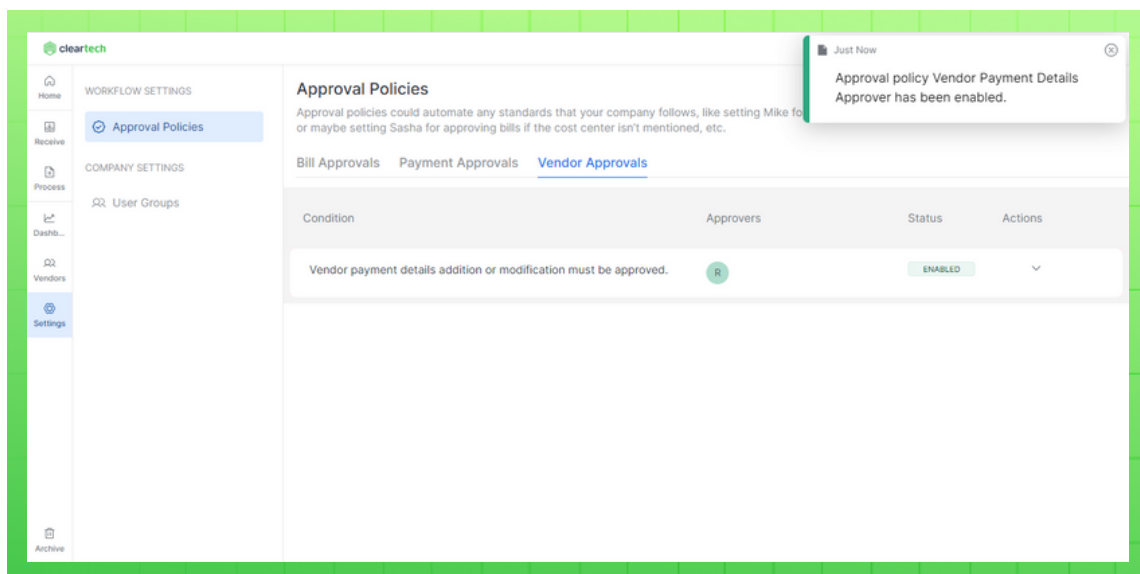 cleartech
Just Now
Approval policy Vendor Payment Details
Approver has been enabled.
Home
Receive
Process
Dashb...
Vendors
Settings
Archive
WORKFLOW SETTINGS
Approval Policies
COMPANY SETTINGS
User Groups
Approval Policies
Approval policies could automate any standards that your company follows, like setting Mike fo
or maybe setting Sasha for approving bills if the cost center isn't mentioned, etc.
Bill Approvals Payment Approvals Vendor Approvals
Condition Approvers Status Actions
Vendor payment details addition or modification must be approved. R ENABLED